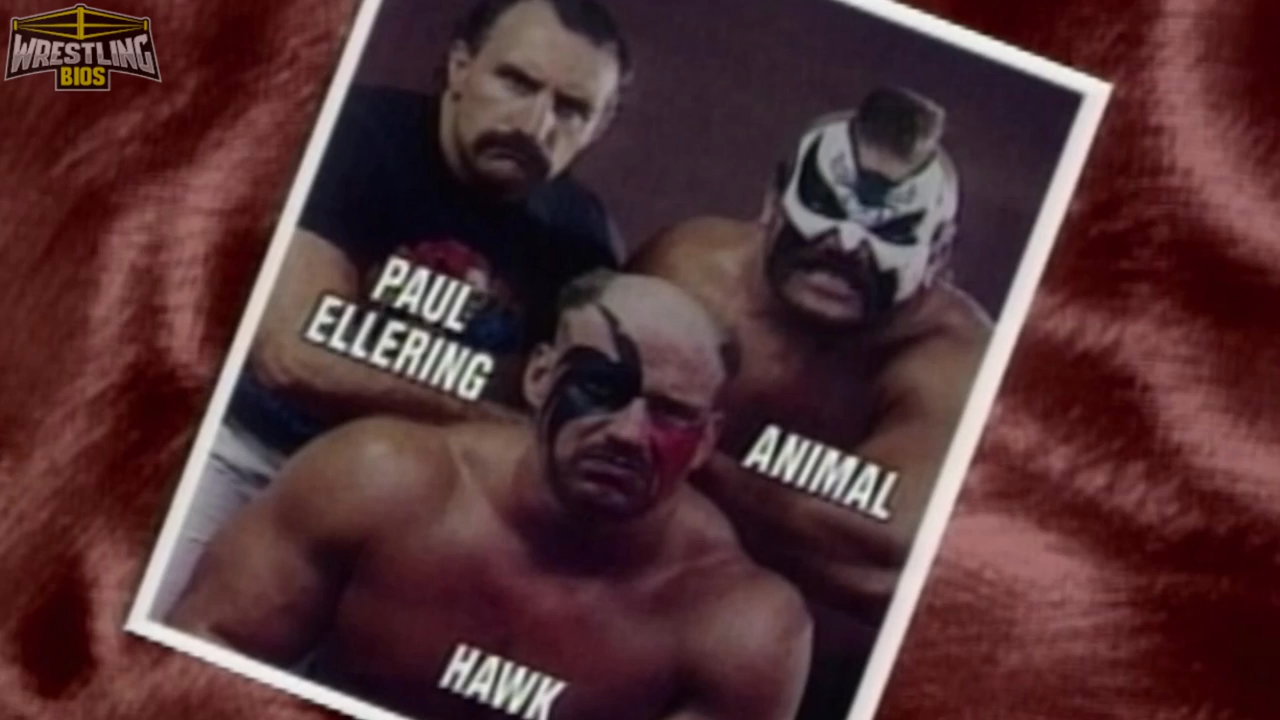 WRESTLING
BIOS
PAUL
ELLERING
ANIMAL
HAWK